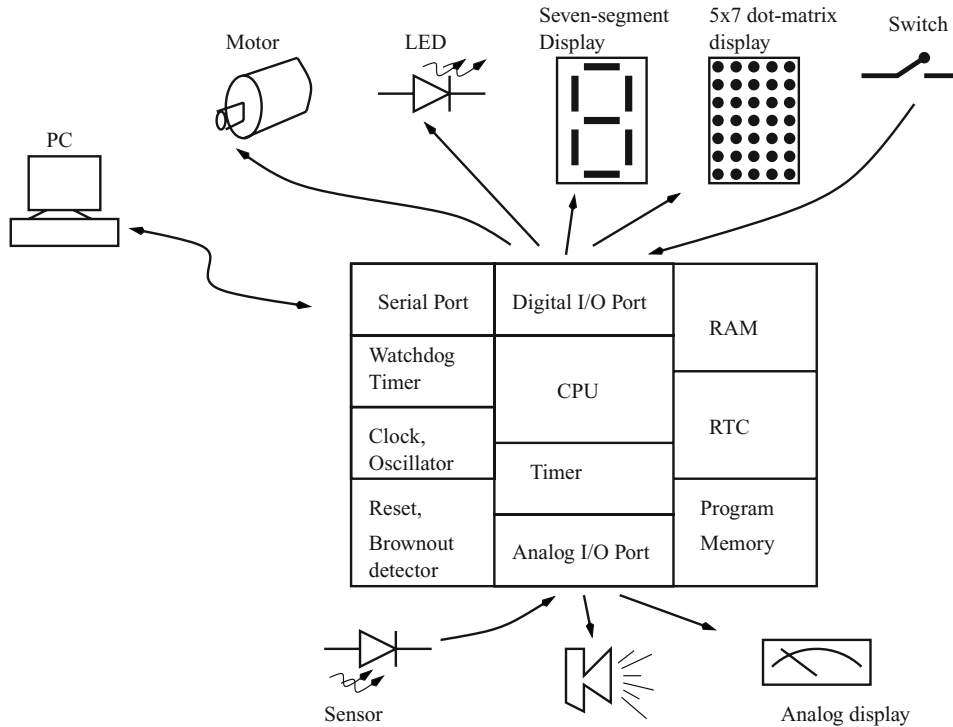 Seven-segment
Display
5x7 dot-matrix
display
Switch
Motor
LED
PC
Serial Port
Digital I/O Port
RAM
Watchdog
Timer
CPU
RTC
Clock,
Oscillator
Timer
Reset,
Brownout
detector
Analog I/O Port
Program
Memory
Sensor
Analog display